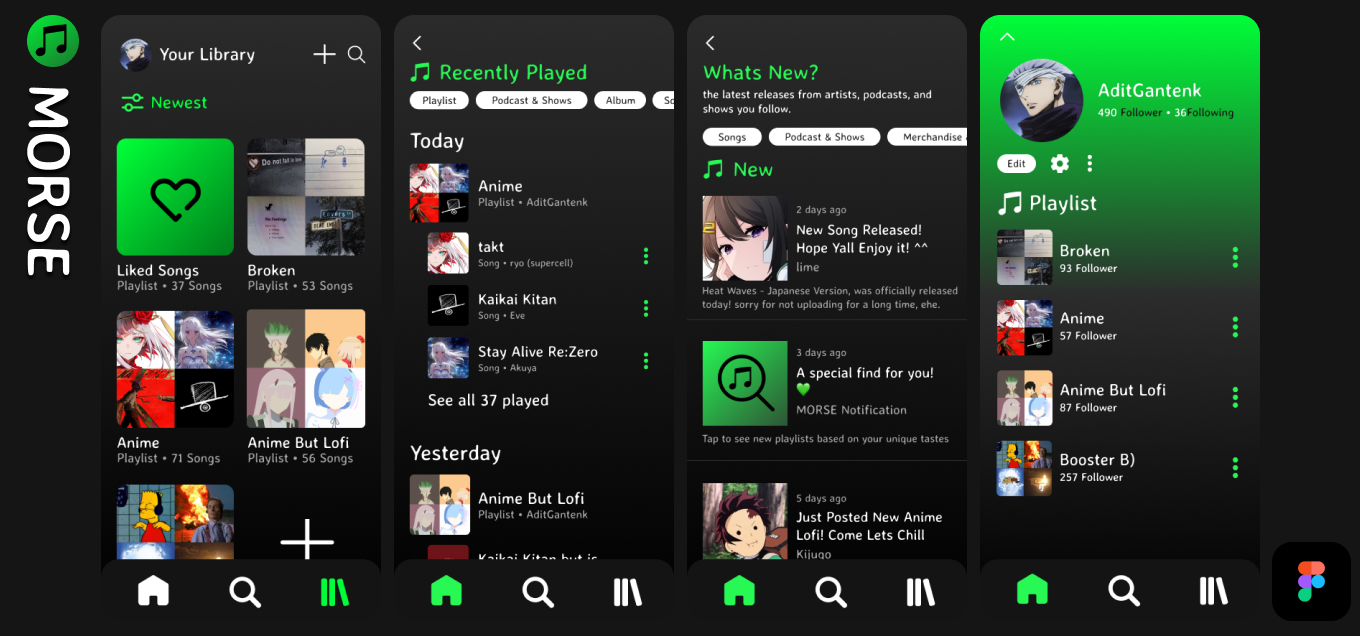 MORSE
Your Library
Newest
Liked Songs
Playlist • 37 Songs
Broken
Playlist • 53 Songs
Anime
Playlist • 71 Songs
Anime But Lofi
Playlist • 56 Songs
Recently Played
Playlist
Podcast & Shows
Album
Today
Anime
Playlist • AditGantenk
takt
Song • ryo (supercell)
Kaikai Kitan
Song • Eve
Stay Alive Re:Zero
Song • Akuya
See all 37 played
Yesterday
Anime But Lofi
Playlist • AditGantenk
Kaikai Kitan but is
Whats New?
the latest releases from artists, podcasts, and
shows you follow.
Songs
Podcast & Shows
Merchandise
New
2 days ago
New Song Released!
Hope Yall Enjoy it! ^^
lime
Heat Waves - Japanese Version, was officially released
today! sorry for not uploading for a long time, ehe.
3 days ago
A special find for you!
💚
MORSE Notification
Tap to see new playlists based on your unique tastes
5 days ago
Just Posted New Anime
Lofi! Come Lets Chill
Kijugo
AditGantenk
490 Follower • 36Following
Edit
Playlist
Broken
93 Follower
Anime
57 Follower
Anime But Lofi
87 Follower
Booster B)
257 Follower